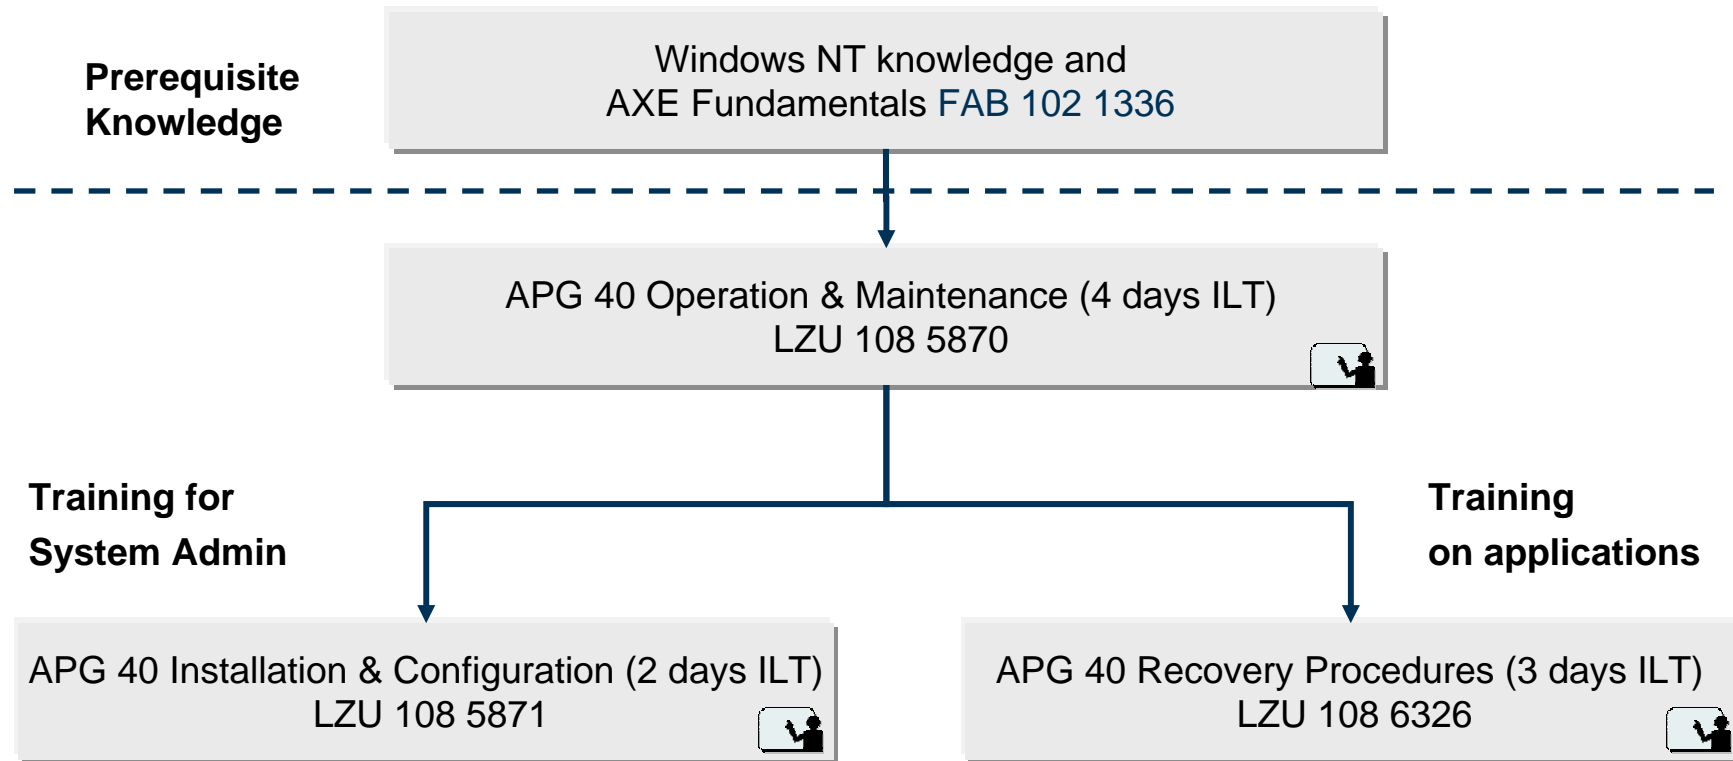 Prerequisite
Knowledge
Windows NT knowledge and
AXE Fundamentals FAB 102 1336
APG 40 Operation & Maintenance (4 days ILT)
LZU 108 5870
Training for
System Admin
Training
on applications
APG 40 Installation & Configuration (2 days ILT)
LZU 108 5871
APG 40 Recovery Procedures (3 days ILT)
LZU 108 6326